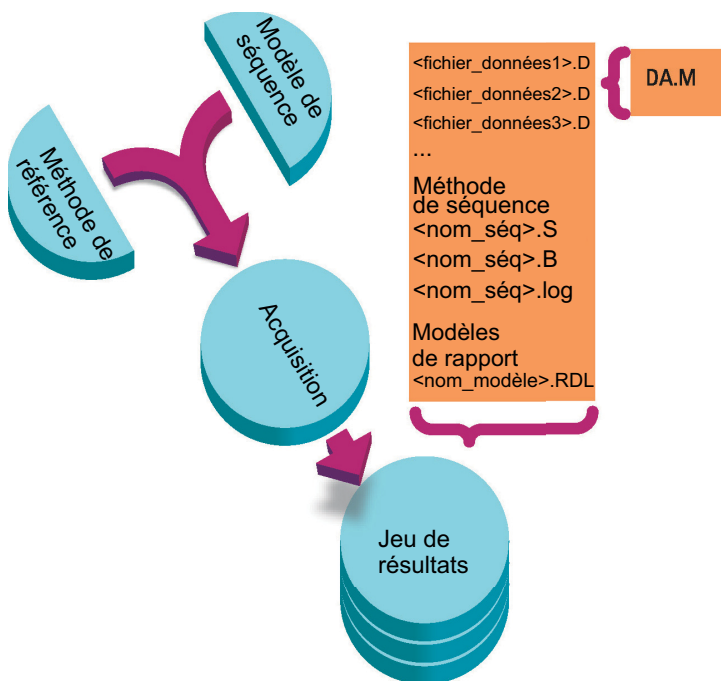 Modèle de
séquence
Méthode de
référence
Acquisition
Jeu de
résultats
<fichier_données1>.D
<fichier_données2>.D
<fichier_données3>.D
...
Méthode
de séquence
<nom_séq>.S
<nom_séq>.B
<nom_séq>.log
Modèles
de rapport
<nom_modèle>.RDL
DA.M